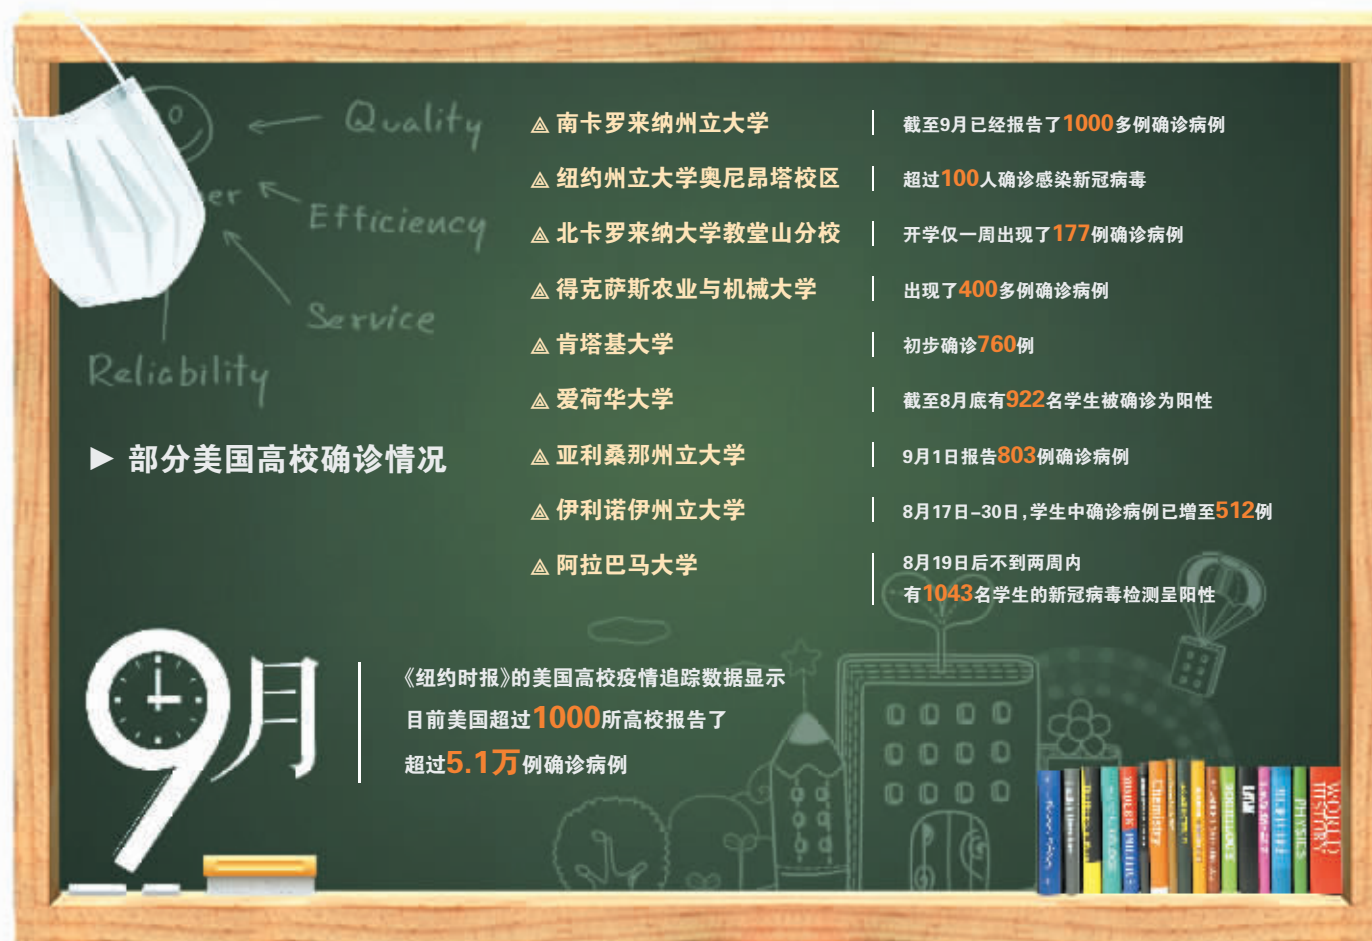 Quality
Efficiency
Service
Reliability
南卡罗来纳州立大学 截至9月已经报告了1000多例确诊病例
纽约州立大学奥尼昂塔校区 超过100人确诊感染新冠病毒
北卡罗来纳大学教堂山分校 开学仅一周出现了177例确诊病例
得克萨斯农业与机械大学 出现了400多例确诊病例
肯塔基大学 初步确诊760例
爱荷华大学 截至8月底有922名学生被确诊为阳性
亚利桑那州立大学 9月1日报告803例确诊病例
伊利诺伊州立大学 8月17日–30日,学生中确诊病例已增至512例
阿拉巴马大学 8月19日后不到两周内
有1043名学生的新冠病毒检测呈阳性
▶ 部分美国高校确诊情况
9月
《纽约时报》的美国高校疫情追踪数据显示
目前美国超过1000所高校报告了
超过5.1万例确诊病例
Chemistry
LAW
PHYSICS
WORLD HISTORY